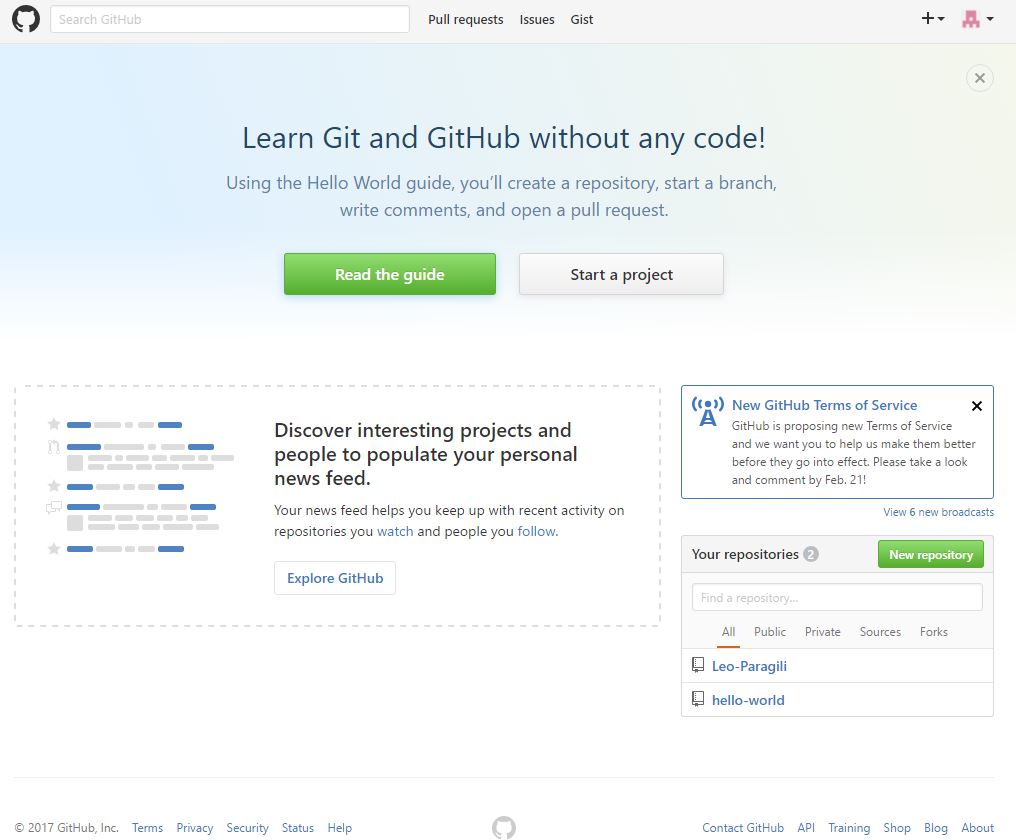 Search GitHub
Pull requests
Issues
Gist
Learn Git and GitHub without any code!
Using the Hello World guide, you’ll create a repository, start a branch,
write comments, and open a pull request.
Read the guide
Start a project
Discover interesting projects and
people to populate your personal
news feed.
Your news feed helps you keep up with recent activity on
repositories you watch and people you follow.
Explore GitHub
New GitHub Terms of Service
GitHub is proposing new Terms of Service
and we want you to help us make them better
before they go into effect. Please take a look
and comment by Feb. 21!
View 6 new broadcasts
Your repositories 2
New repository
Find a repository...
All Public Private Sources Forks
Leo-Paragili
hello-world
© 2017 GitHub, Inc. Terms Privacy Security Status Help
Contact GitHub API Training Shop Blog About